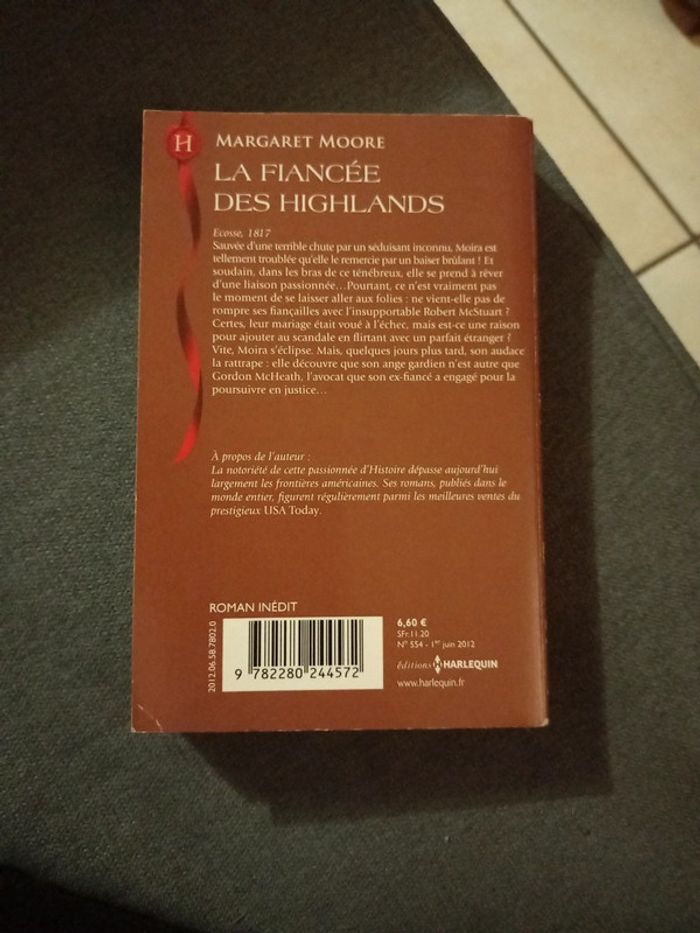 H MARGARET MOORE
LA FIANCÉE
DES HIGHLANDS
Ecosse, 1817
Sauvée d'une terrible chute par un séduisant inconnu, Moira est
tellement troublée qu'elle le remercie par un baiser brûlant ! Et
soudain, dans les bras de ce ténébreux, elle se prend à rêver
d'une liaison passionnée…Pourtant, ce n'est vraiment pas
le moment de se laisser aller aux folies : ne vient-elle pas de
rompre ses fiançailles avec l'insupportable Robert McStuart ?
Certes, leur mariage était voué à l'échec, mais est-ce une raison
pour ajouter au scandale en flirtant avec un parfait étranger ?
Vite, Moira s'éclipse. Mais, quelques jours plus tard, son audace
la rattrape : elle découvre que son ange gardien n'est autre que
Gordon McHeath, l'avocat que son ex-fiancé a engagé pour la
poursuivre en justice…
À propos de l'auteur :
La notoriété de cette passionnée d'Histoire dépasse aujourd'hui
largement les frontières américaines. Ses romans, publiés dans le
monde entier, figurent régulièrement parmi les meilleures ventes du
prestigieux USA Today.
ROMAN INÉDIT
2012.06.58.7802.0
9 782280 244572
6,60 €
SFr.11.20
N° 554 - 1er juin 2012
éditions H HARLEQUIN
www.harlequin.fr